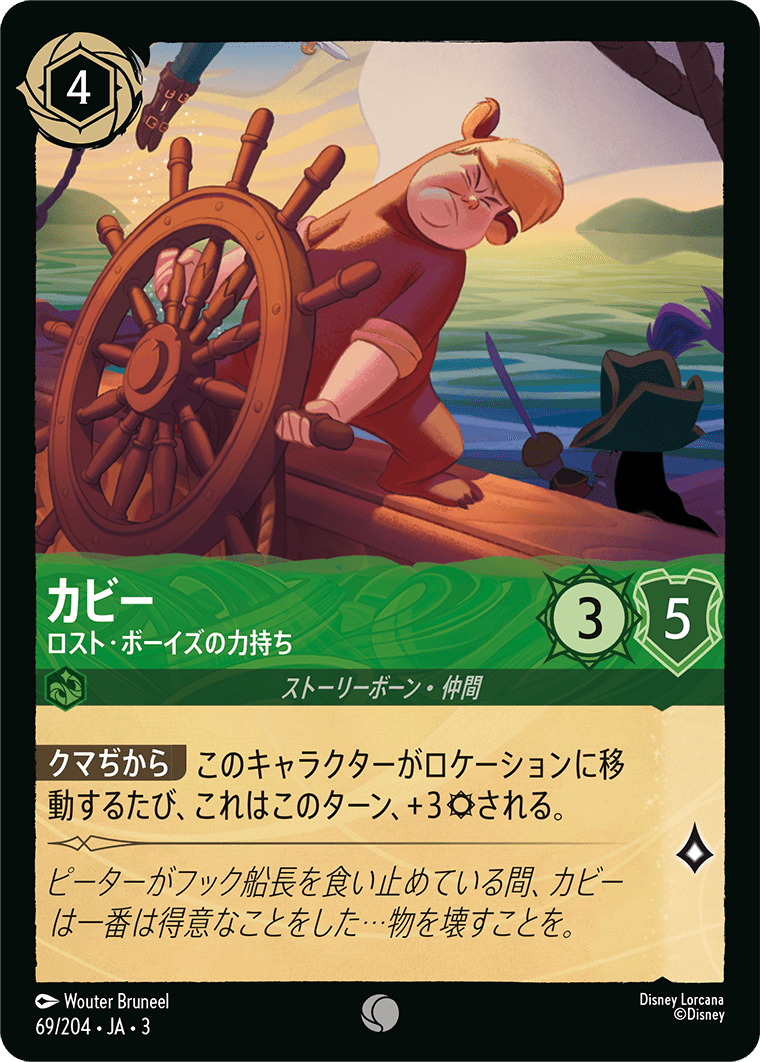 4
カビー
ロスト・ボーイズの力持ち
3
5
ストーリーボーン・仲間
クマぢから このキャラクターがロケーションに移
動するたび、これはこのターン、+3される。
ピーターがフック船長を食い止めている間、カビー
は一番は得意なことをした…物を壊すことを。
Wouter Bruneel
69/204・JA・3
Disney Lorcana
©Disney